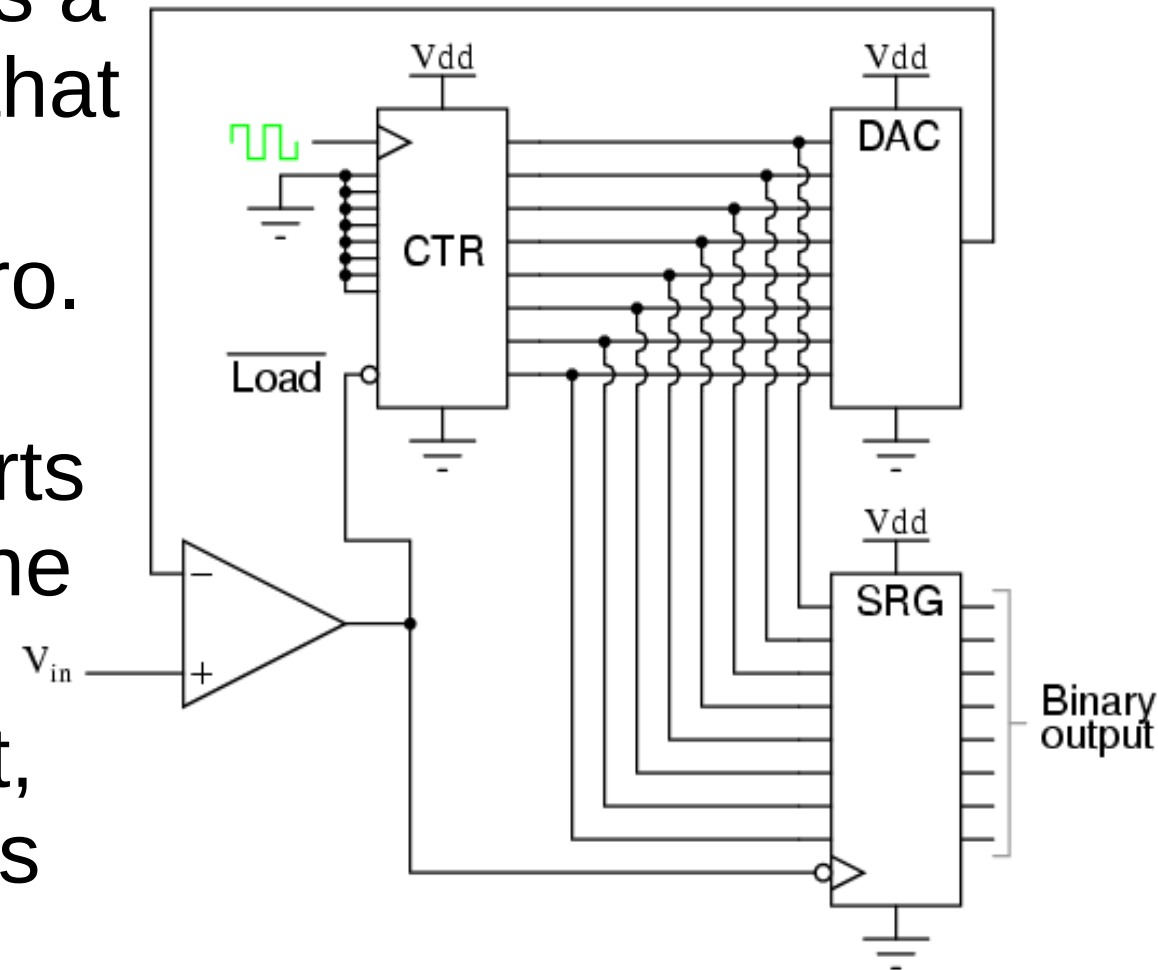 s a
hat
ro.
rts
ne
t,
s
Vdd
Vdd
DAC
CTR
Load
Vdd
SRG
−
Vin
+
Binary
output